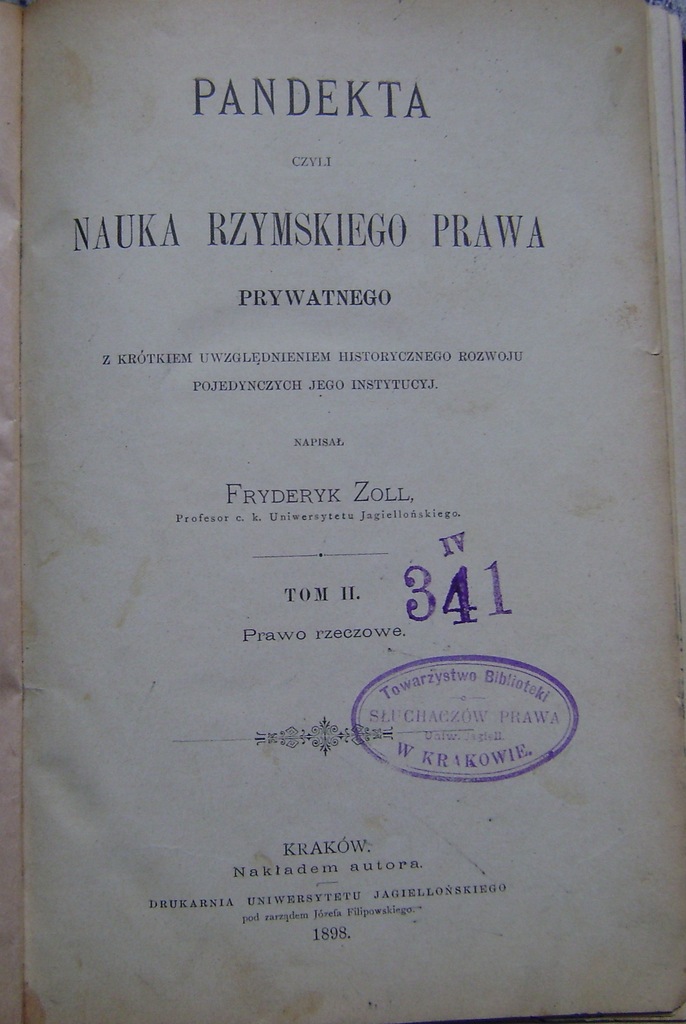 PANDEKTA
CZYLI
NAUKA RZYMSKIEGO PRAWA
PRYWATNEGO
Z KRÓTKIEM UWZGLĘDNIENIEM HISTORYCZNEGO ROZWOJU
POJEDYNCZYCH JEGO INSTYTUCYJ.
NAPISAŁ
FRYDERYK ZOLL,
Profesor c. k. Uniwersytetu Jagiellońskiego.
TOM II.
IV
341
Prawo rzeczowe.
Towarzystwo Biblioteki
SŁUCHACZÓW PRAWA
Uniw. Jagiell.
W KRAKOWIE.
KRAKÓW.
Nakładem autora.
DRUKARNIA UNIWERSYTETU JAGIELLOŃSKIEGO
pod zarządem Józefa Filipowskiego.
1898.